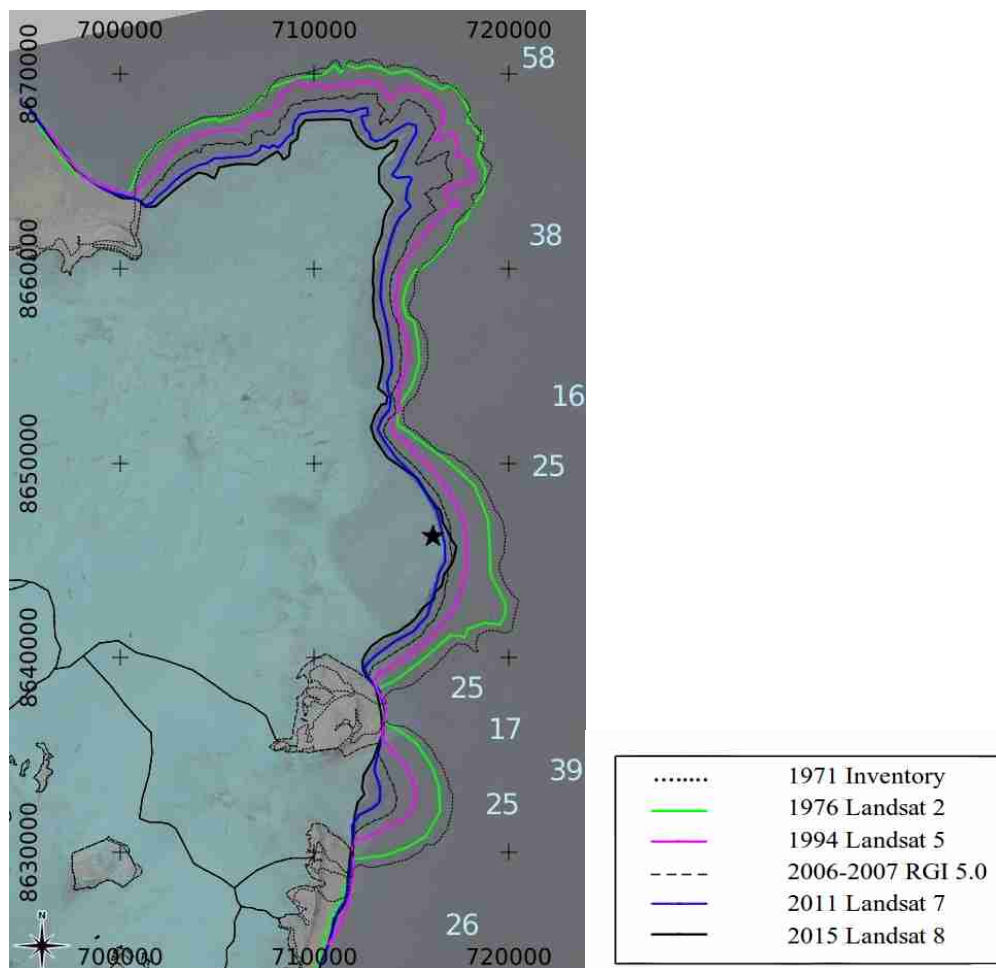 700000 710000 720000
58
8670000
38
8660000
16
25
8650000
25
8640000
17
39
25
8630000
26
N
700000 710000 720000
1971 Inventory
1976 Landsat 2
1994 Landsat 5
2006-2007 RGI 5.0
2011 Landsat 7
2015 Landsat 8